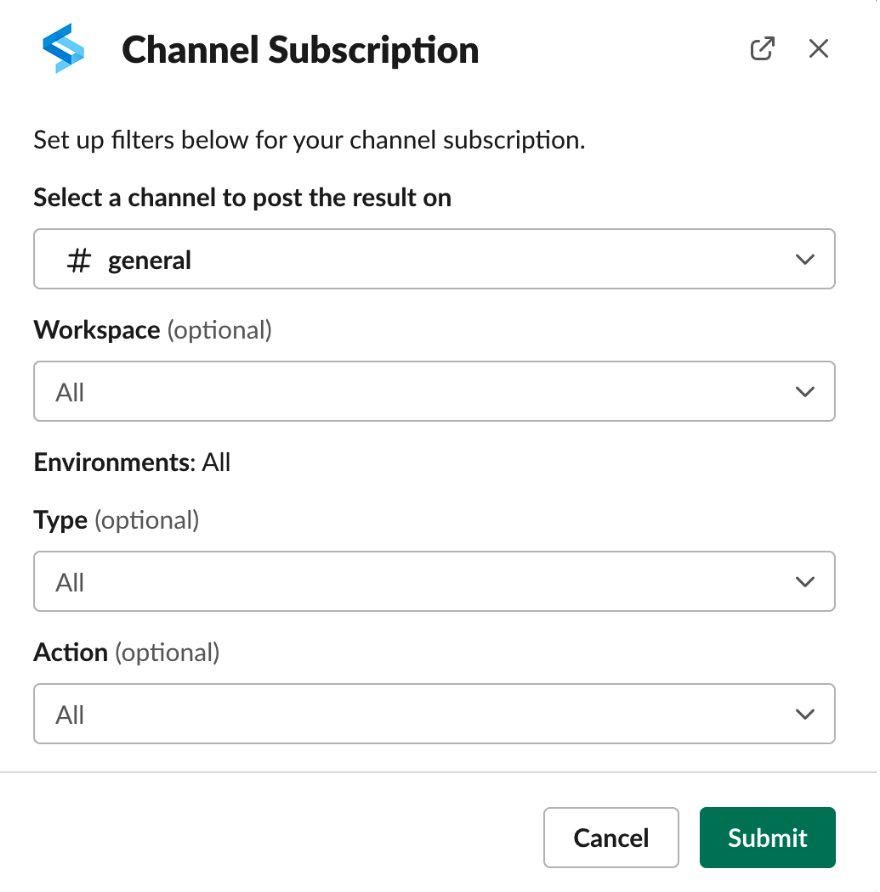 Channel Subscription
Set up filters below for your channel subscription.
Select a channel to post the result on
# general
Workspace (optional)
All
Environments: All
Type (optional)
All
Action (optional)
All
Cancel
Submit